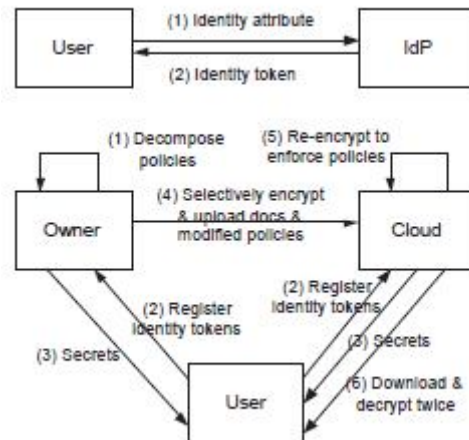 (1) Identity attribute
User
IdP
(2) Identity token
(1) Decompose
policies
(5) Re-encrypt to
enforce policies
(4) Selectively encrypt
& upload docs &
modified policies
Owner
Cloud
(2) Register
identity tokens
(2) Register
identity tokens
(3) Secrets
(3) Secrets
(6) Download &
decrypt twice
User